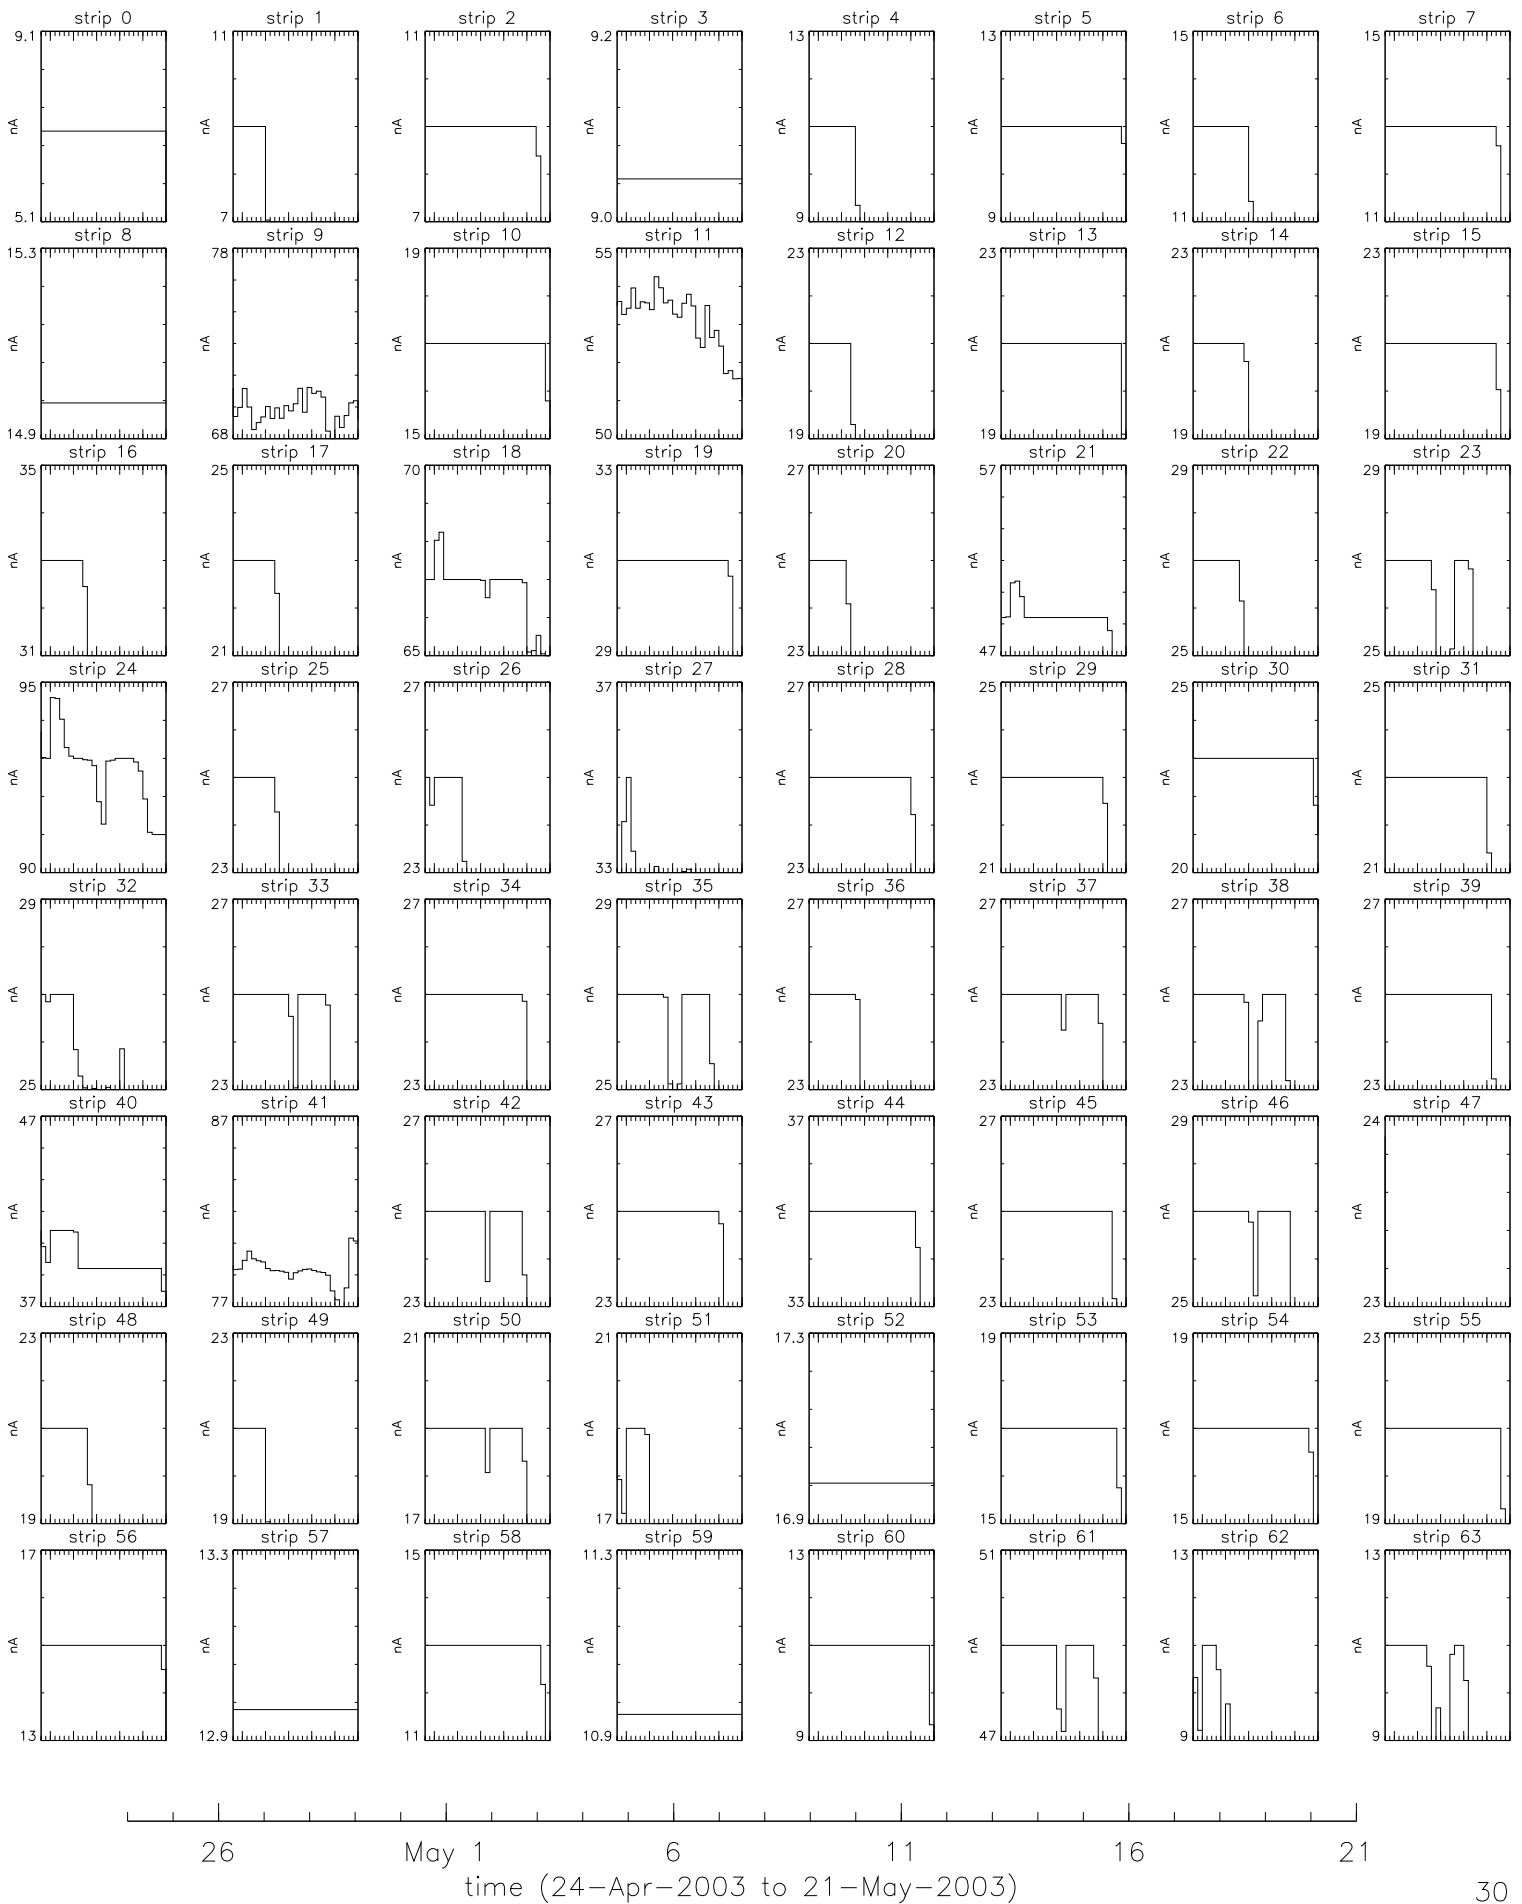 strip 0 strip 1 strip 2 strip 3 strip 4 strip 5 strip 6 strip 7
9.1 11 11 9.2 13 13 15 15
nA nA nA nA nA nA nA nA
5.1 7 7 9.0 9 9 11 11
strip 8 strip 9 strip 10 strip 11 strip 12 strip 13 strip 14 strip 15
15.3 78 19 55 23 23 23 23
nA nA nA nA nA nA nA nA
14.9 68 15 50 19 19 19 19
strip 16 strip 17 strip 18 strip 19 strip 20 strip 21 strip 22 strip 23
35 25 70 33 27 57 29 29
nA nA nA nA nA nA nA nA
31 21 65 29 23 47 25 25
strip 24 strip 25 strip 26 strip 27 strip 28 strip 29 strip 30 strip 31
95 27 27 37 27 25 25 25
nA nA nA nA nA nA nA nA
90 23 23 33 23 21 20 21
strip 32 strip 33 strip 34 strip 35 strip 36 strip 37 strip 38 strip 39
29 27 27 29 27 27 27 27
nA nA nA nA nA nA nA nA
25 23 23 25 23 23 23 23
strip 40 strip 41 strip 42 strip 43 strip 44 strip 45 strip 46 strip 47
47 87 27 27 37 27 29 24
nA nA nA nA nA nA nA nA
37 77 23 23 33 23 25 23
strip 48 strip 49 strip 50 strip 51 strip 52 strip 53 strip 54 strip 55
23 23 21 21 17.3 19 19 23
nA nA nA nA nA nA nA nA
19 19 17 17 16.9 15 15 19
strip 56 strip 57 strip 58 strip 59 strip 60 strip 61 strip 62 strip 63
17 13.3 15 11.3 13 51 13 13
nA nA nA nA nA nA nA nA
13 12.9 11 10.9 9 47 9 9
26 May 1 6 11 16 21
time (24-Apr-2003 to 21-May-2003)
30